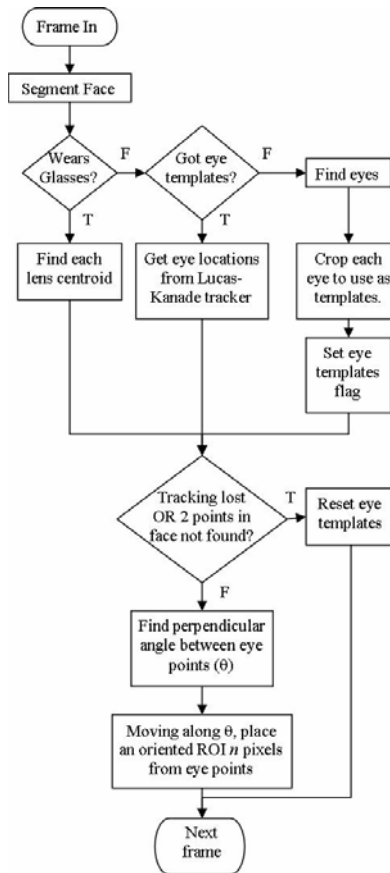 Frame In
Segment Face
Wears
Glasses?
F
T
Got eye
templates?
F
T
Find eyes
Find each
lens centroid
Get eye locations
from Lucas-
Kanade tracker
Crop each
eye to use as
templates.
Set eye
templates
flag
Tracking lost
OR 2 points in
face not found?
T
F
Reset eye
templates
Find perpendicular
angle between eye
points (θ)
Moving along θ, place
an oriented ROI n pixels
from eye points
Next
frame